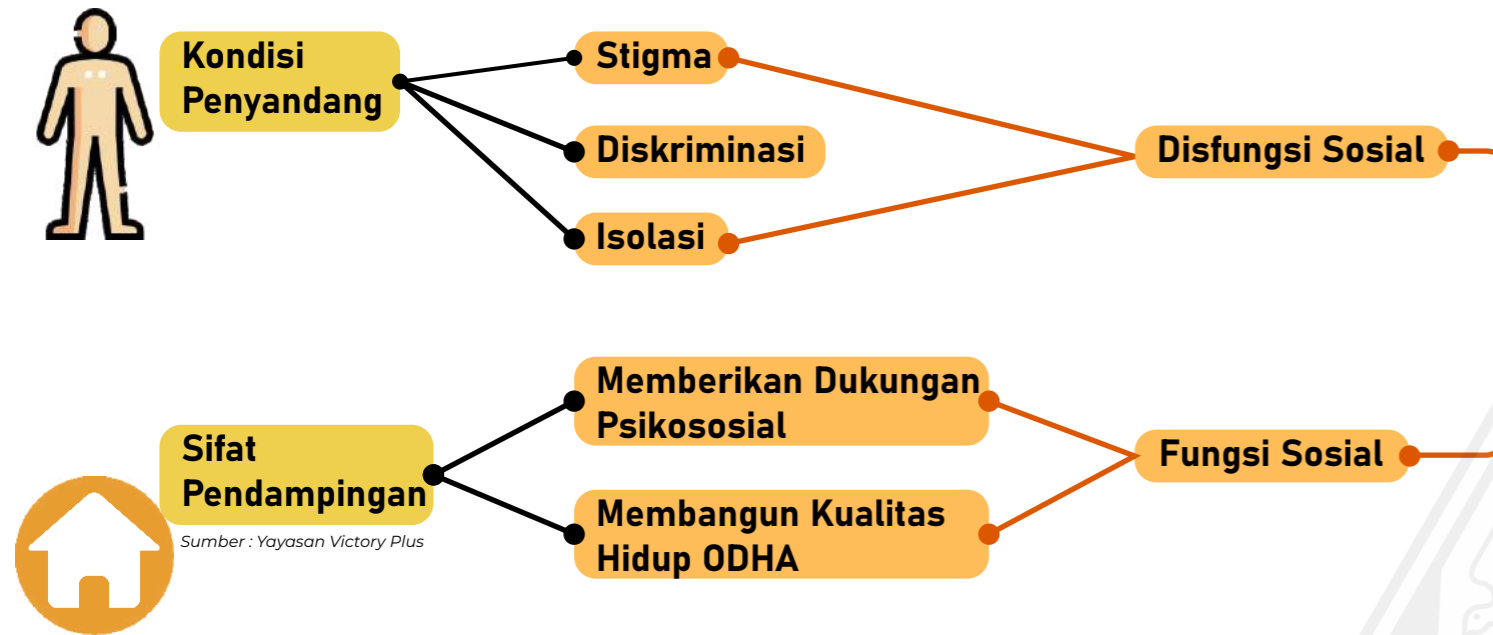 Kondisi
Penyandang
Stigma
Diskriminasi
Isolasi
Disfungsi Sosial
Sifat
Pendampingan
Sumber : Yayasan Victory Plus
Memberikan Dukungan
Psikososial
Membangun Kualitas
Hidup ODHA
Fungsi Sosial